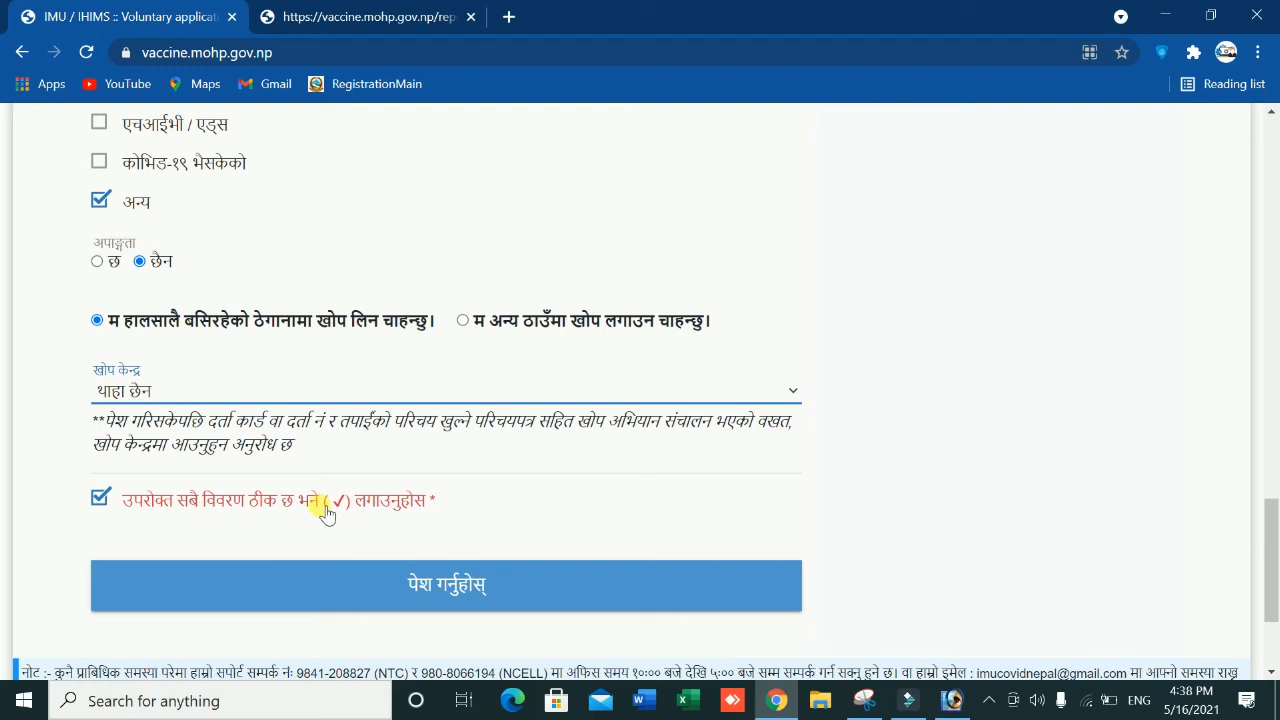 IMU / IHIMS :: Voluntary applicat
https://vaccine.mohp.gov.np/rep
vaccine.mohp.gov.np
Apps YouTube Maps Gmail RegistrationMain Reading list
एचआईभी / एड्स
कोभिड-१९ भैसकेको
अन्य
अपाङ्गता
छ छैन
म हालसालै बसिरहेको ठेगानामा खोप लिन चाहन्छु। म अन्य ठाउँमा खोप लगाउन चाहन्छु।
खोप केन्द्र
थाहा छैन
**पेश गरिसकेपछि दर्ता कार्ड वा दर्ता नं र तपाईंको परिचय खुल्ने परिचयपत्र सहित खोप अभियान संचालन भएको वखत,
खोप केन्द्रमा आउनुहुन अनुरोध छ
उपरोक्त सबै विवरण ठीक छ भने ( ✓) लगाउनुहोस *
पेश गर्नुहोस्
नोट :- कुनै प्राबिधिक समस्या परेमा हाम्रो सपोर्ट सम्पर्क नं: 9841-208827 (NTC) र 980-8066194 (NCELL) मा अफिस समय १०:०० बजे देखि ५:०० बजे सम्म सम्पर्क गर्न सक्नु हुने छ। वा हाम्रो इमेल : imucovidnepal@gmail.com मा आफ्नो समस्या राख्न
Search for anything
ENG
4:38 PM
5/16/2021